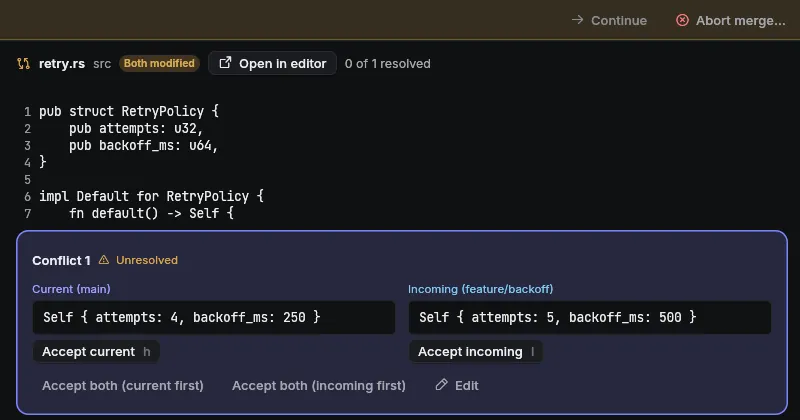 Continue Abort merge...
retry.rs src Both modified Open in editor 0 of 1 resolved
1 pub struct RetryPolicy {
2 pub attempts: u32,
3 pub backoff_ms: u64,
4 }
5
6 impl Default for RetryPolicy {
7 fn default() -> Self {
Conflict 1 Unresolved
Current (main) Incoming (feature/backoff)
Self { attempts: 4, backoff_ms: 250 } Self { attempts: 5, backoff_ms: 500 }
Accept current h Accept incoming l
Accept both (current first) Accept both (incoming first) Edit